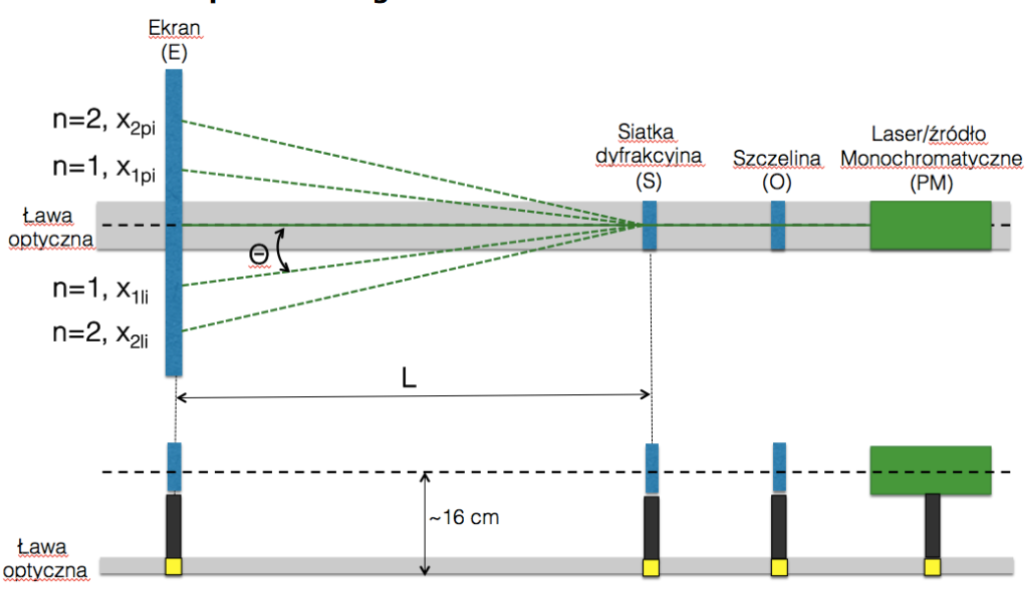 Ekran
(E)
n=2, x2pi
n=1, x1pi
Siatka
dyfrakcyjna
(S)
Szczelina
(O)
Laser/źródło
Monochromatyczne
(PM)
Ława
optyczna
Θ
n=1, x1li
n=2, x2li
L
~16 cm
Ława
optyczna